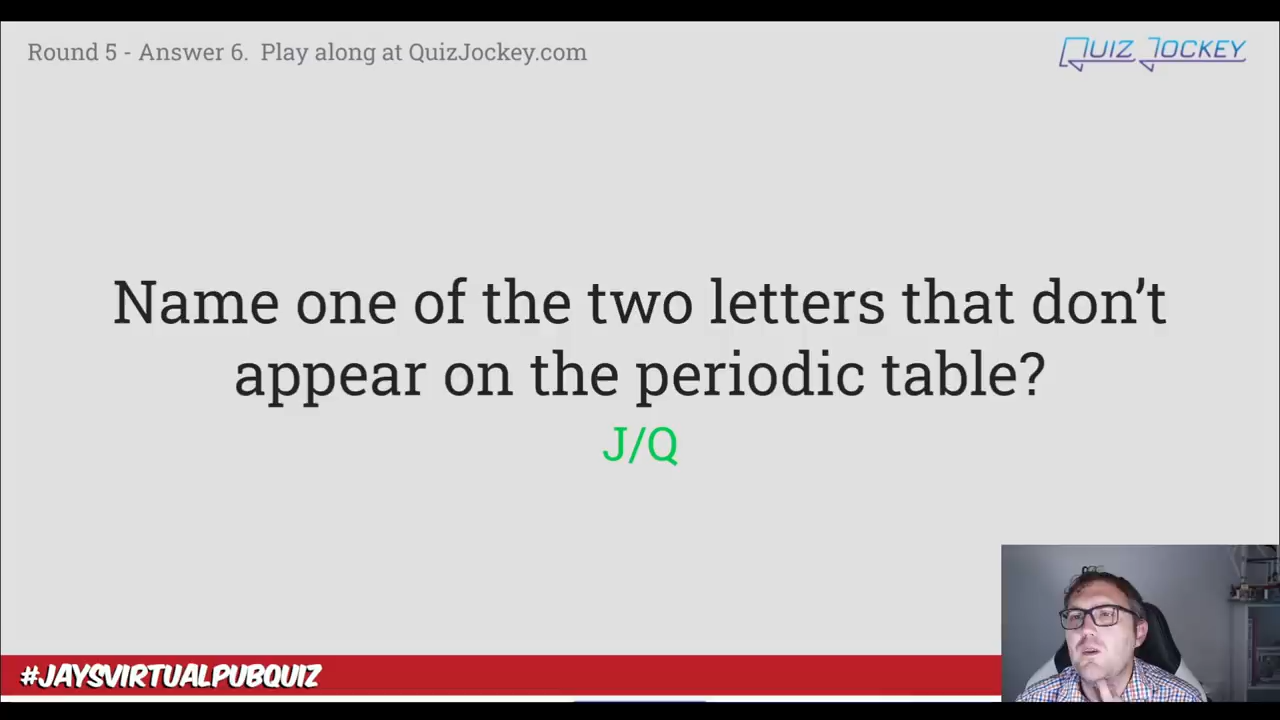 Round 5 - Answer 6.  Play along at QuizJockey.com
QUIZ JOCKEY
Name one of the two letters that don’t
appear on the periodic table?
J/Q
#JAYSVIRTUALPUBQUIZ